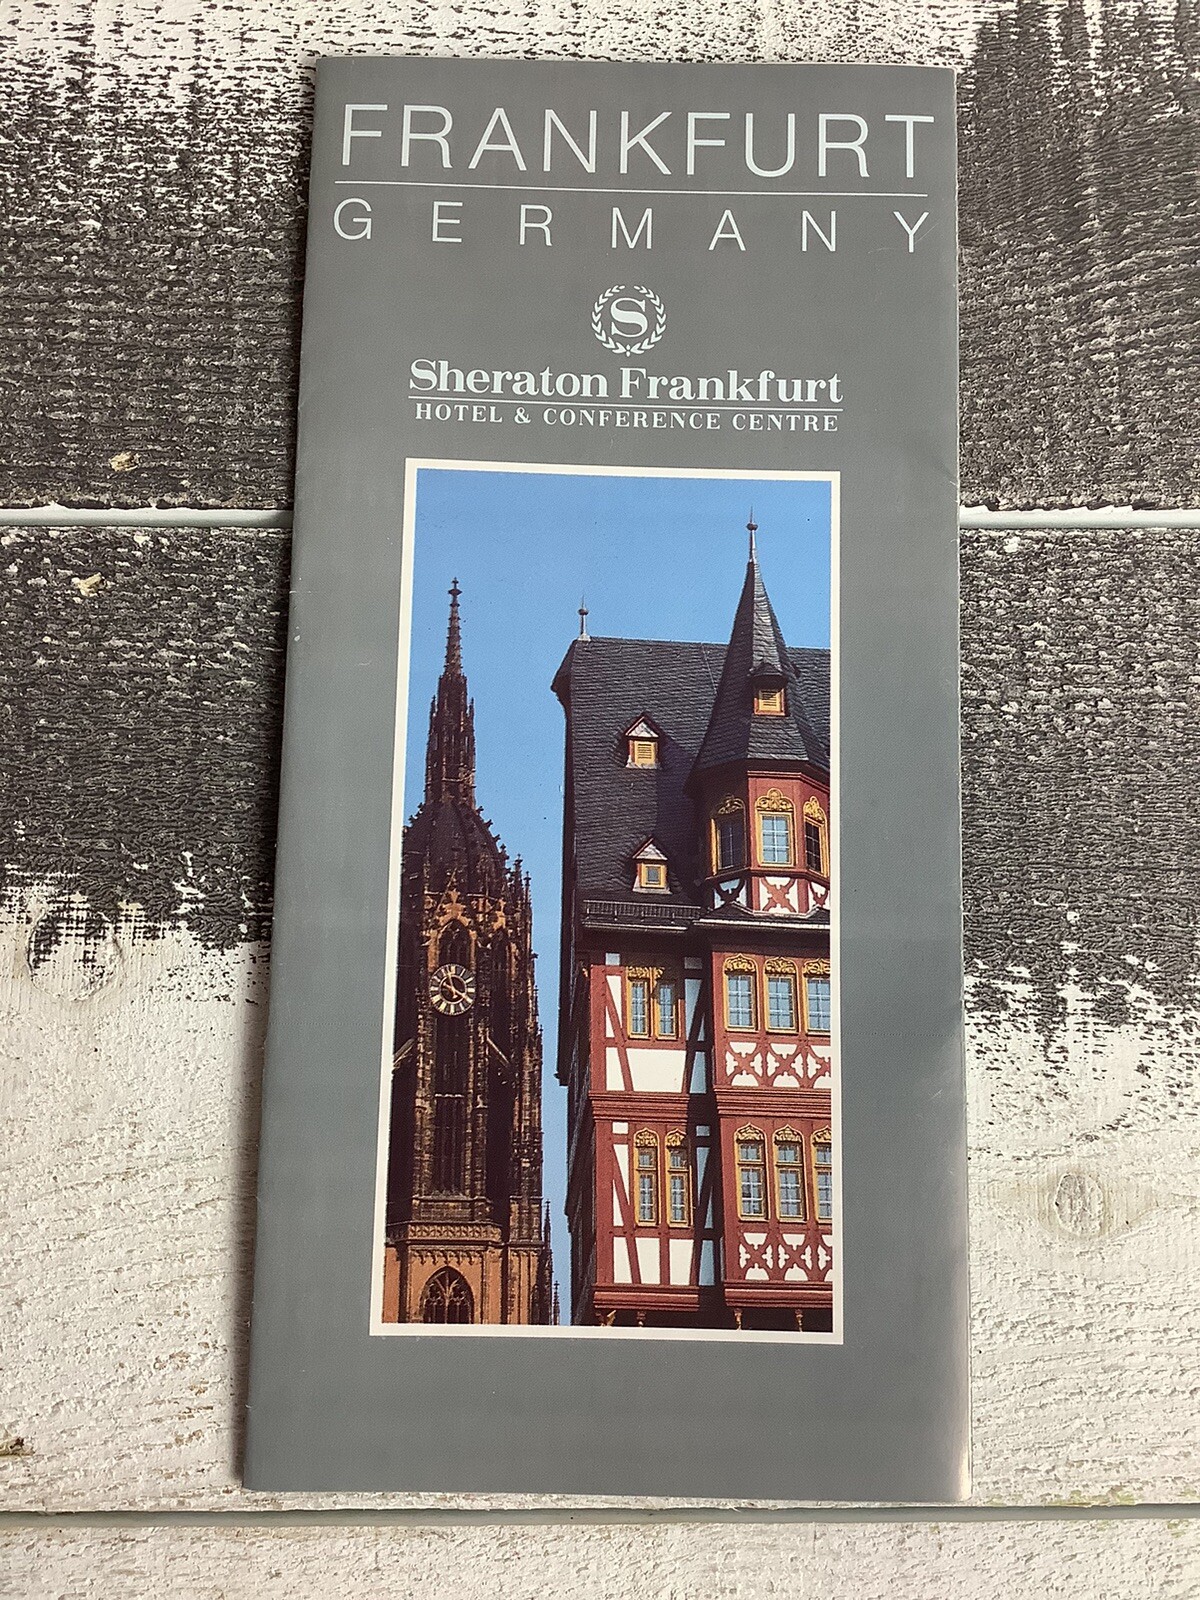 FRANKFURT
GERMANY
S
Sheraton Frankfurt
HOTEL & CONFERENCE CENTRE